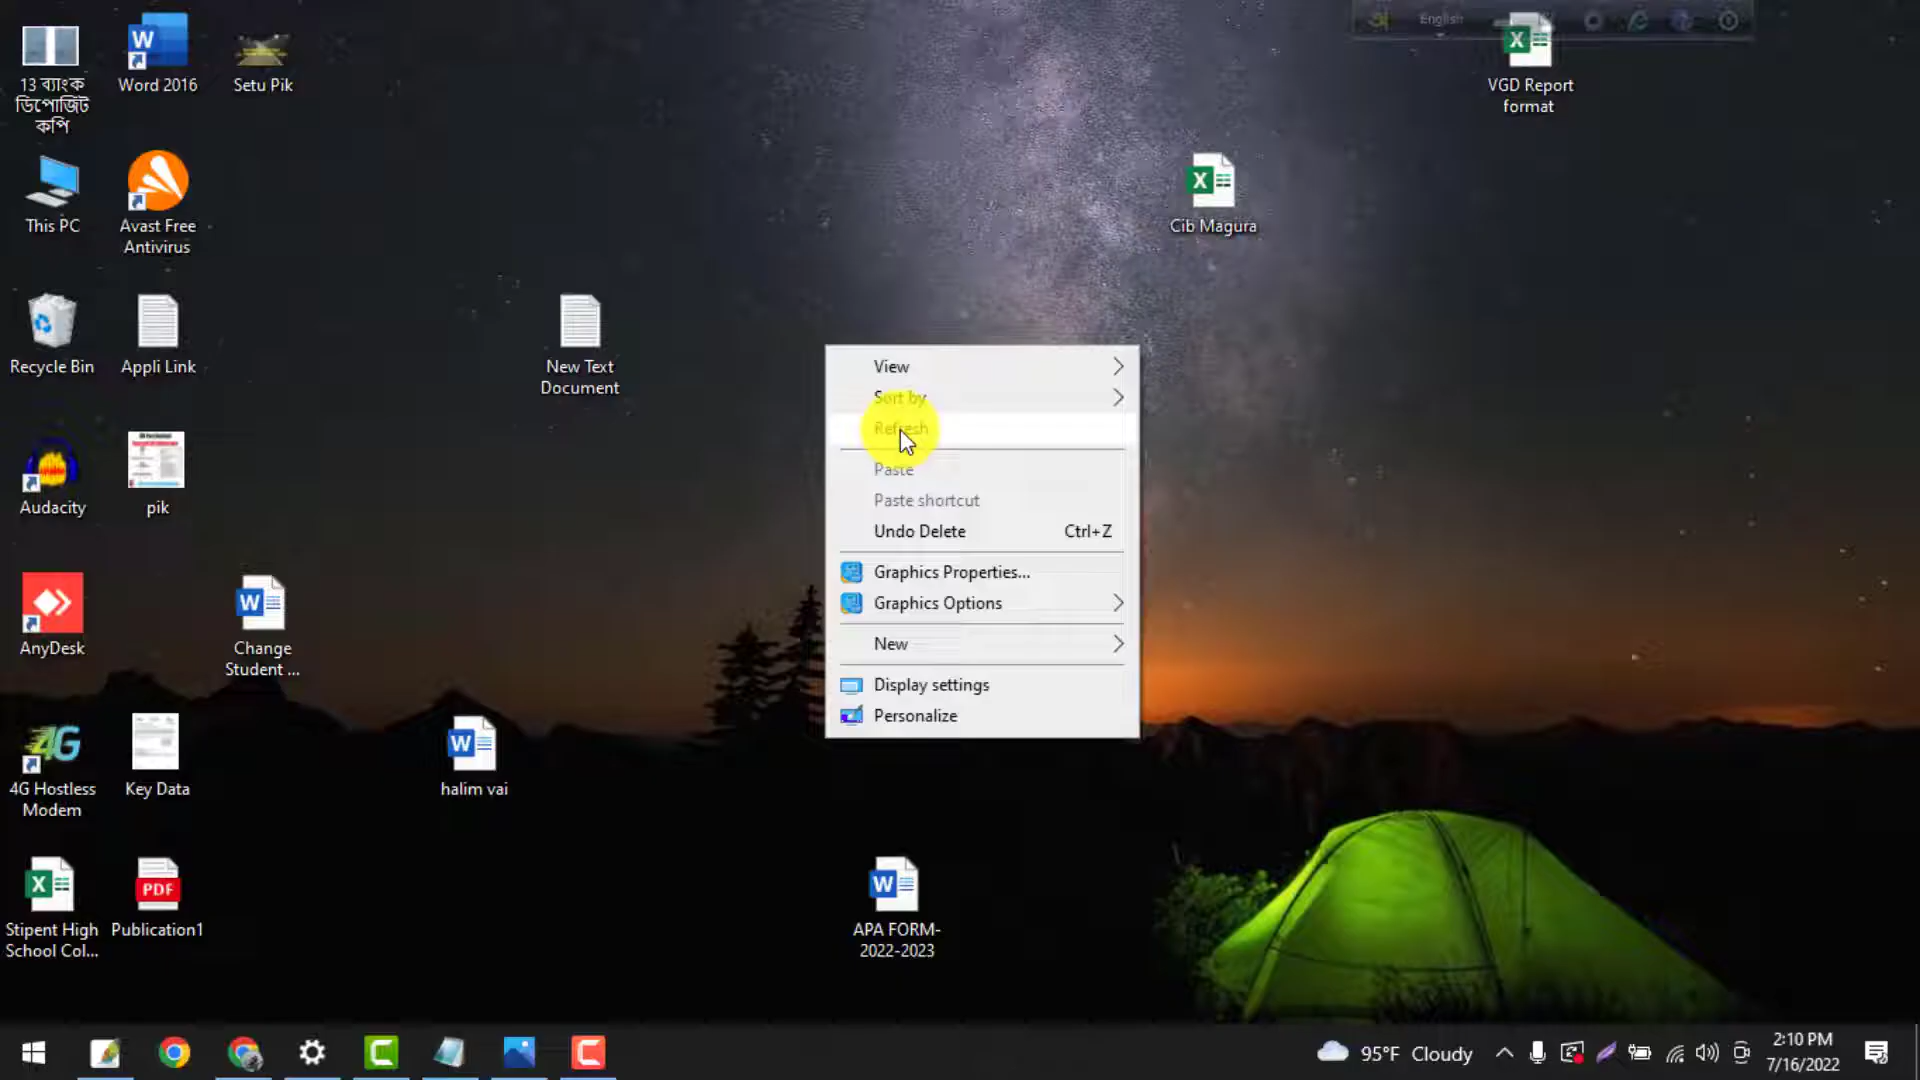 English
13 ব্যাংক
ডিপোজিট
কপি
Word 2016
Setu Pik
VGD Report
format
This PC
Avast Free
Antivirus
Cib Magura
Recycle Bin
Appli Link
New Text
Document
View
Sort by
Refresh
Paste
Paste shortcut
Undo Delete Ctrl+Z
Graphics Properties...
Graphics Options
New
Display settings
Personalize
Audacity
pik
AnyDesk
Change
Student ...
4G
4G Hostless
Modem
Key Data
halim vai
Stipent High
School Col...
PDF
Publication1
APA FORM-
2022-2023
95°F Cloudy
2:10 PM
7/16/2022